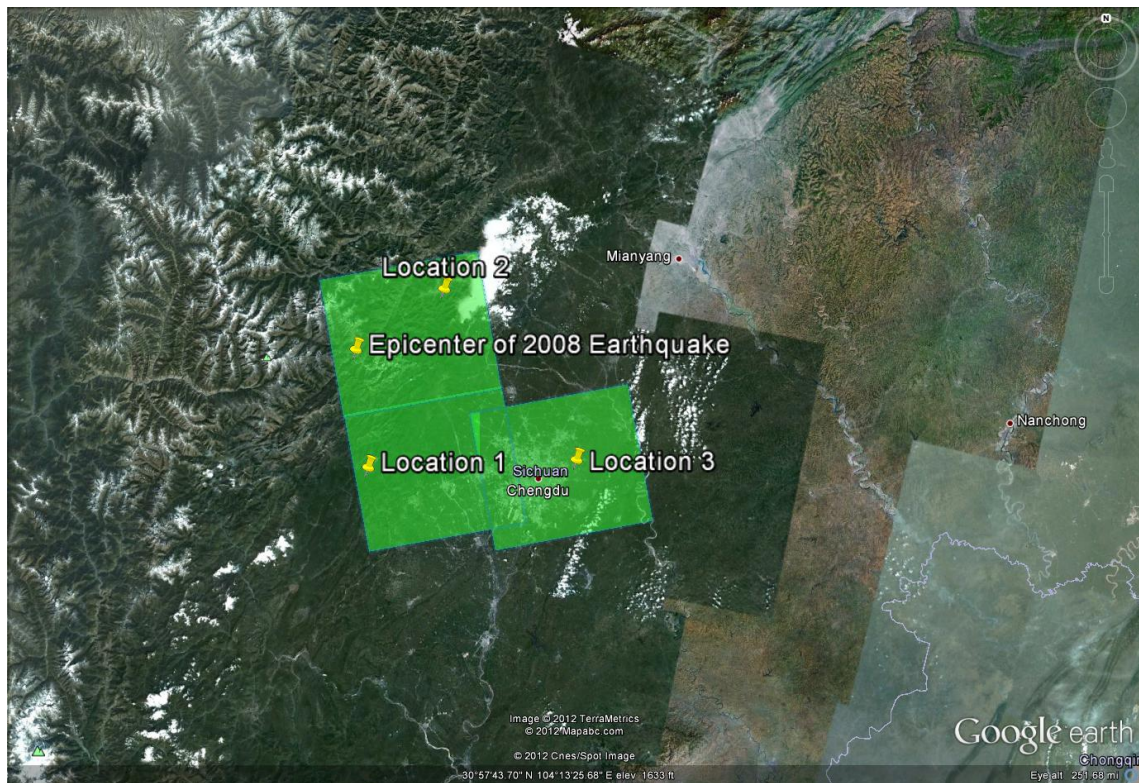 N
Mianyang
Location 2
Epicenter of 2008 Earthquake
Nanchong
Location 1
Sichuan
Chengdu
Location 3
Image © 2012 TerraMetrics
© 2012 Mapabc.com
© 2012 Cnes/Spot Image
Google earth
30°57'43.70" N 104°13'25.68" E elev 1633 ft
Eye alt 251.68 mi